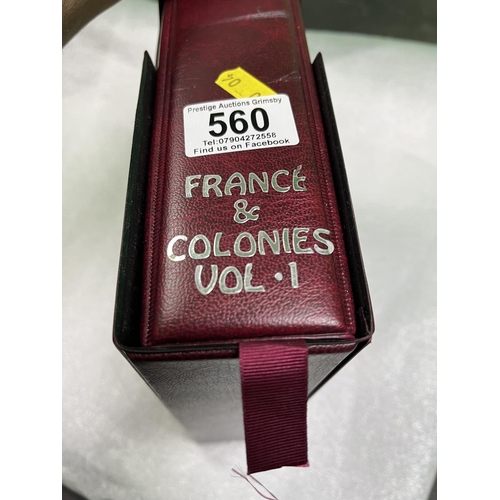 Prestige Auctions Grimsby
560
Tel:07904272558
Find us on Facebook
FRANCE
&
COLONIES
VOL · 1